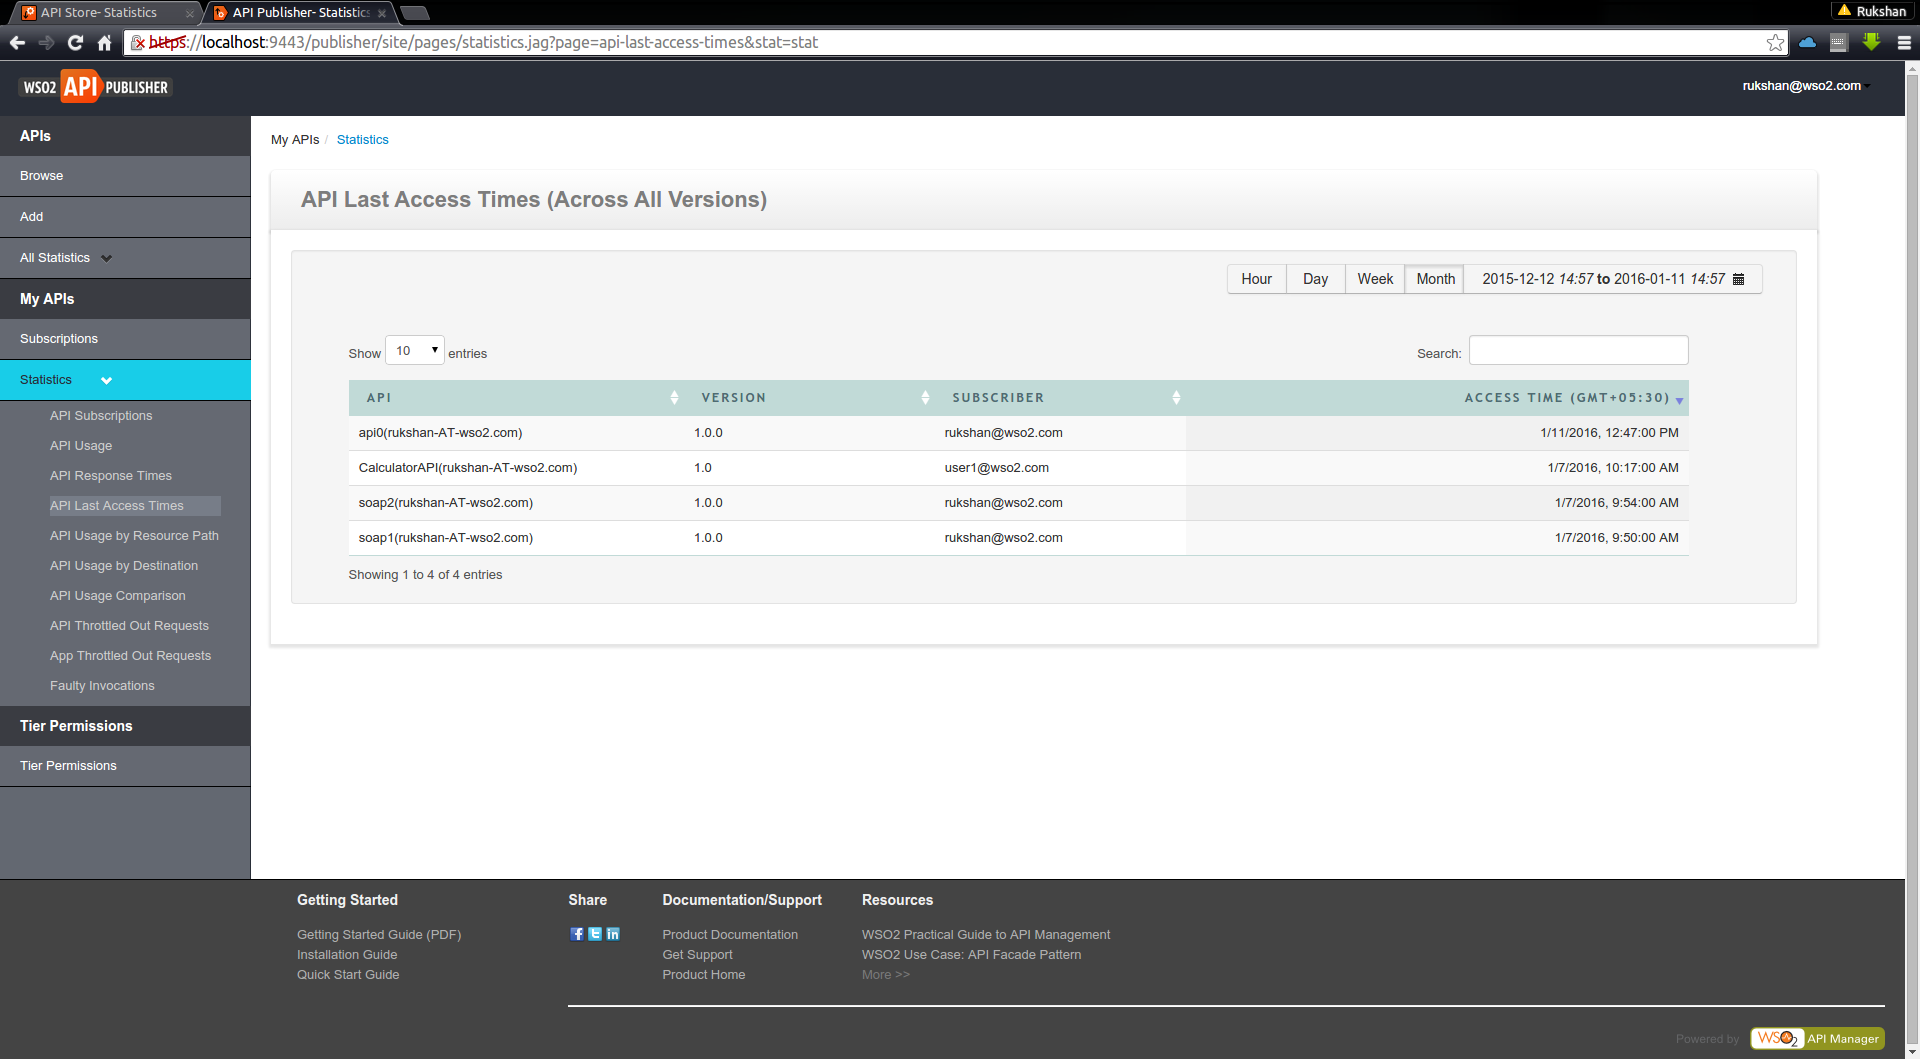 API Store- Statistics
API Publisher- Statistics
Rukshan
https://localhost:9443/publisher/site/pages/statistics.jag?page=api-last-access-times&stat=stat
WSO2 API PUBLISHER
rukshan@wso2.com
APIs
Browse
Add
All Statistics
My APIs
Subscriptions
Statistics
API Subscriptions
API Usage
API Response Times
API Last Access Times
API Usage by Resource Path
API Usage by Destination
API Usage Comparison
API Throttled Out Requests
App Throttled Out Requests
Faulty Invocations
Tier Permissions
Tier Permissions
My APIs / Statistics
API Last Access Times (Across All Versions)
Hour Day Week Month 2015-12-12 14:57 to 2016-01-11 14:57
Show 10 entries
Search:
API VERSION SUBSCRIBER ACCESS TIME (GMT+05:30)
api0(rukshan-AT-wso2.com) 1.0.0 rukshan@wso2.com 1/11/2016, 12:47:00 PM
CalculatorAPI(rukshan-AT-wso2.com) 1.0 user1@wso2.com 1/7/2016, 10:17:00 AM
soap2(rukshan-AT-wso2.com) 1.0.0 rukshan@wso2.com 1/7/2016, 9:54:00 AM
soap1(rukshan-AT-wso2.com) 1.0.0 rukshan@wso2.com 1/7/2016, 9:50:00 AM
Showing 1 to 4 of 4 entries
Getting Started
Getting Started Guide (PDF)
Installation Guide
Quick Start Guide
Share
Documentation/Support
Product Documentation
Get Support
Product Home
Resources
WSO2 Practical Guide to API Management
WSO2 Use Case: API Facade Pattern
More >>
Powered by WSO2 API Manager